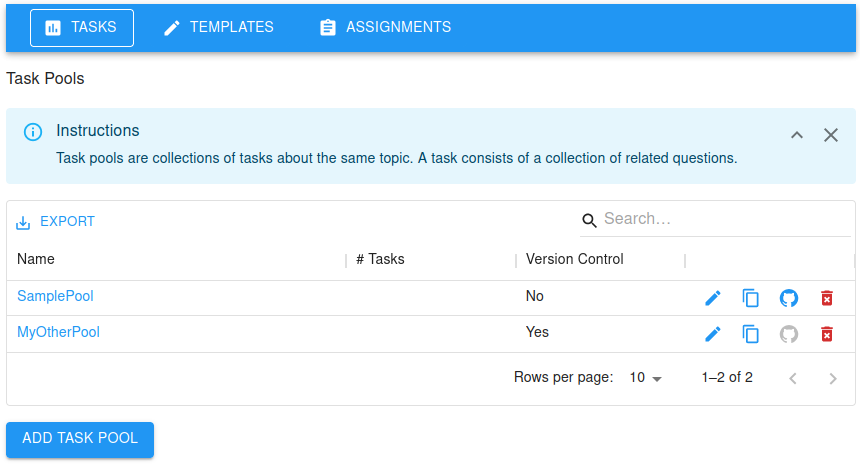 TASKS TEMPLATES ASSIGNMENTS
Task Pools
Instructions
Task pools are collections of tasks about the same topic. A task consists of a collection of related questions.
EXPORT Search…
Name # Tasks Version Control
SamplePool No
MyOtherPool Yes
Rows per page: 10 1–2 of 2
ADD TASK POOL